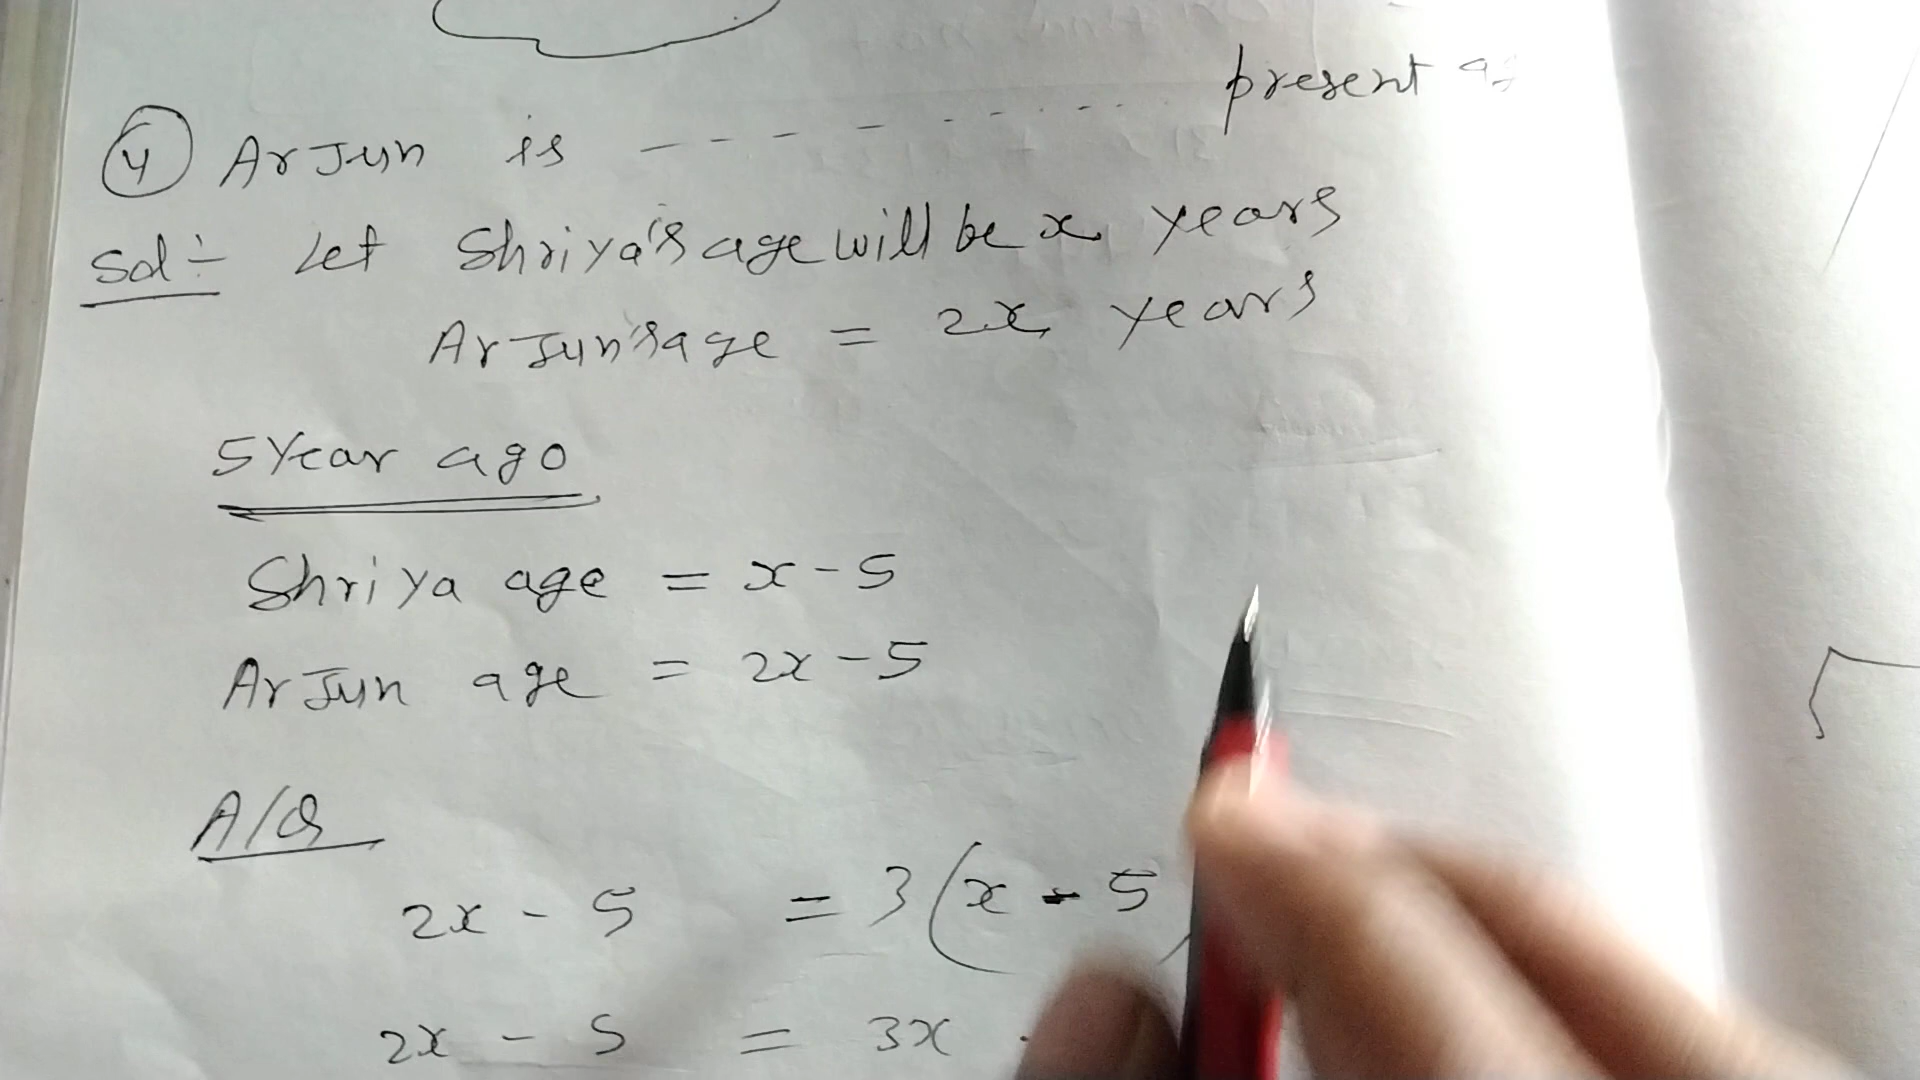 ④ Arjun is - - - - - - - - - - present
Sol:- Let Shriya's age will be x years
Arjun's age = 2x years
5 Year ago
Shriya age = x - 5
Arjun age = 2x - 5
A/Q
2x - 5 = 3(x - 5
2x - 5 = 3x